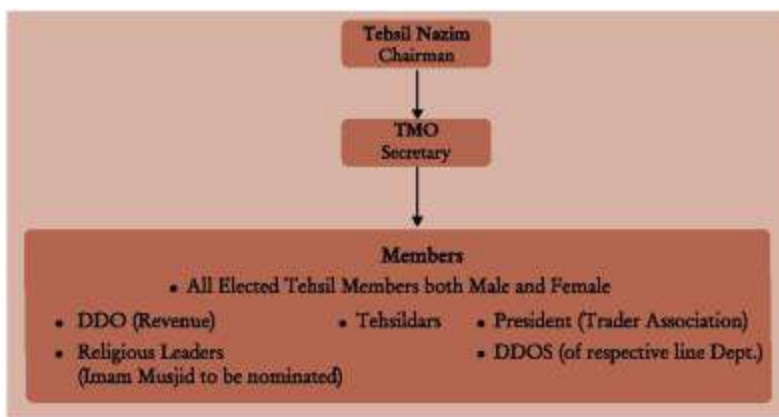 Tehsil Nazim
Chairman
TMO
Secretary
Members
▪ All Elected Tehsil Members both Male and Female
▪ DDO (Revenue)
▪ Tehsildars
▪ President (Trader Association)
▪ Religious Leaders
(Imam Musjid to be nominated)
▪ DDOS (of respective line Dept.)